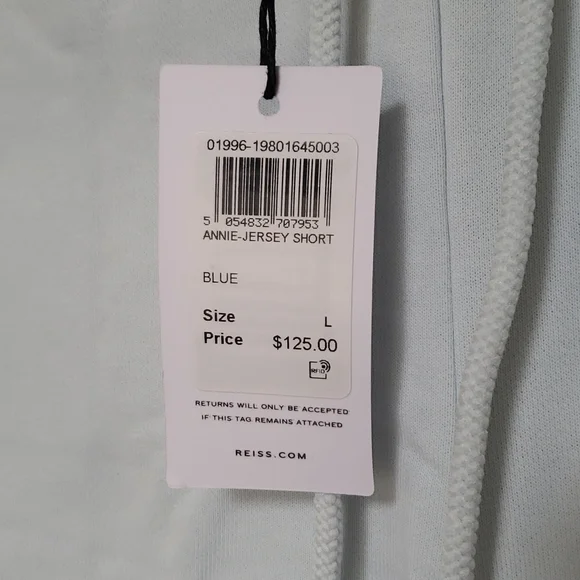 01996-19801645003
5 054832 707953
ANNIE-JERSEY SHORT
BLUE
Size L
Price $125.00
RFID
RETURNS WILL ONLY BE ACCEPTED
IF THIS TAG REMAINS ATTACHED
REISS.COM